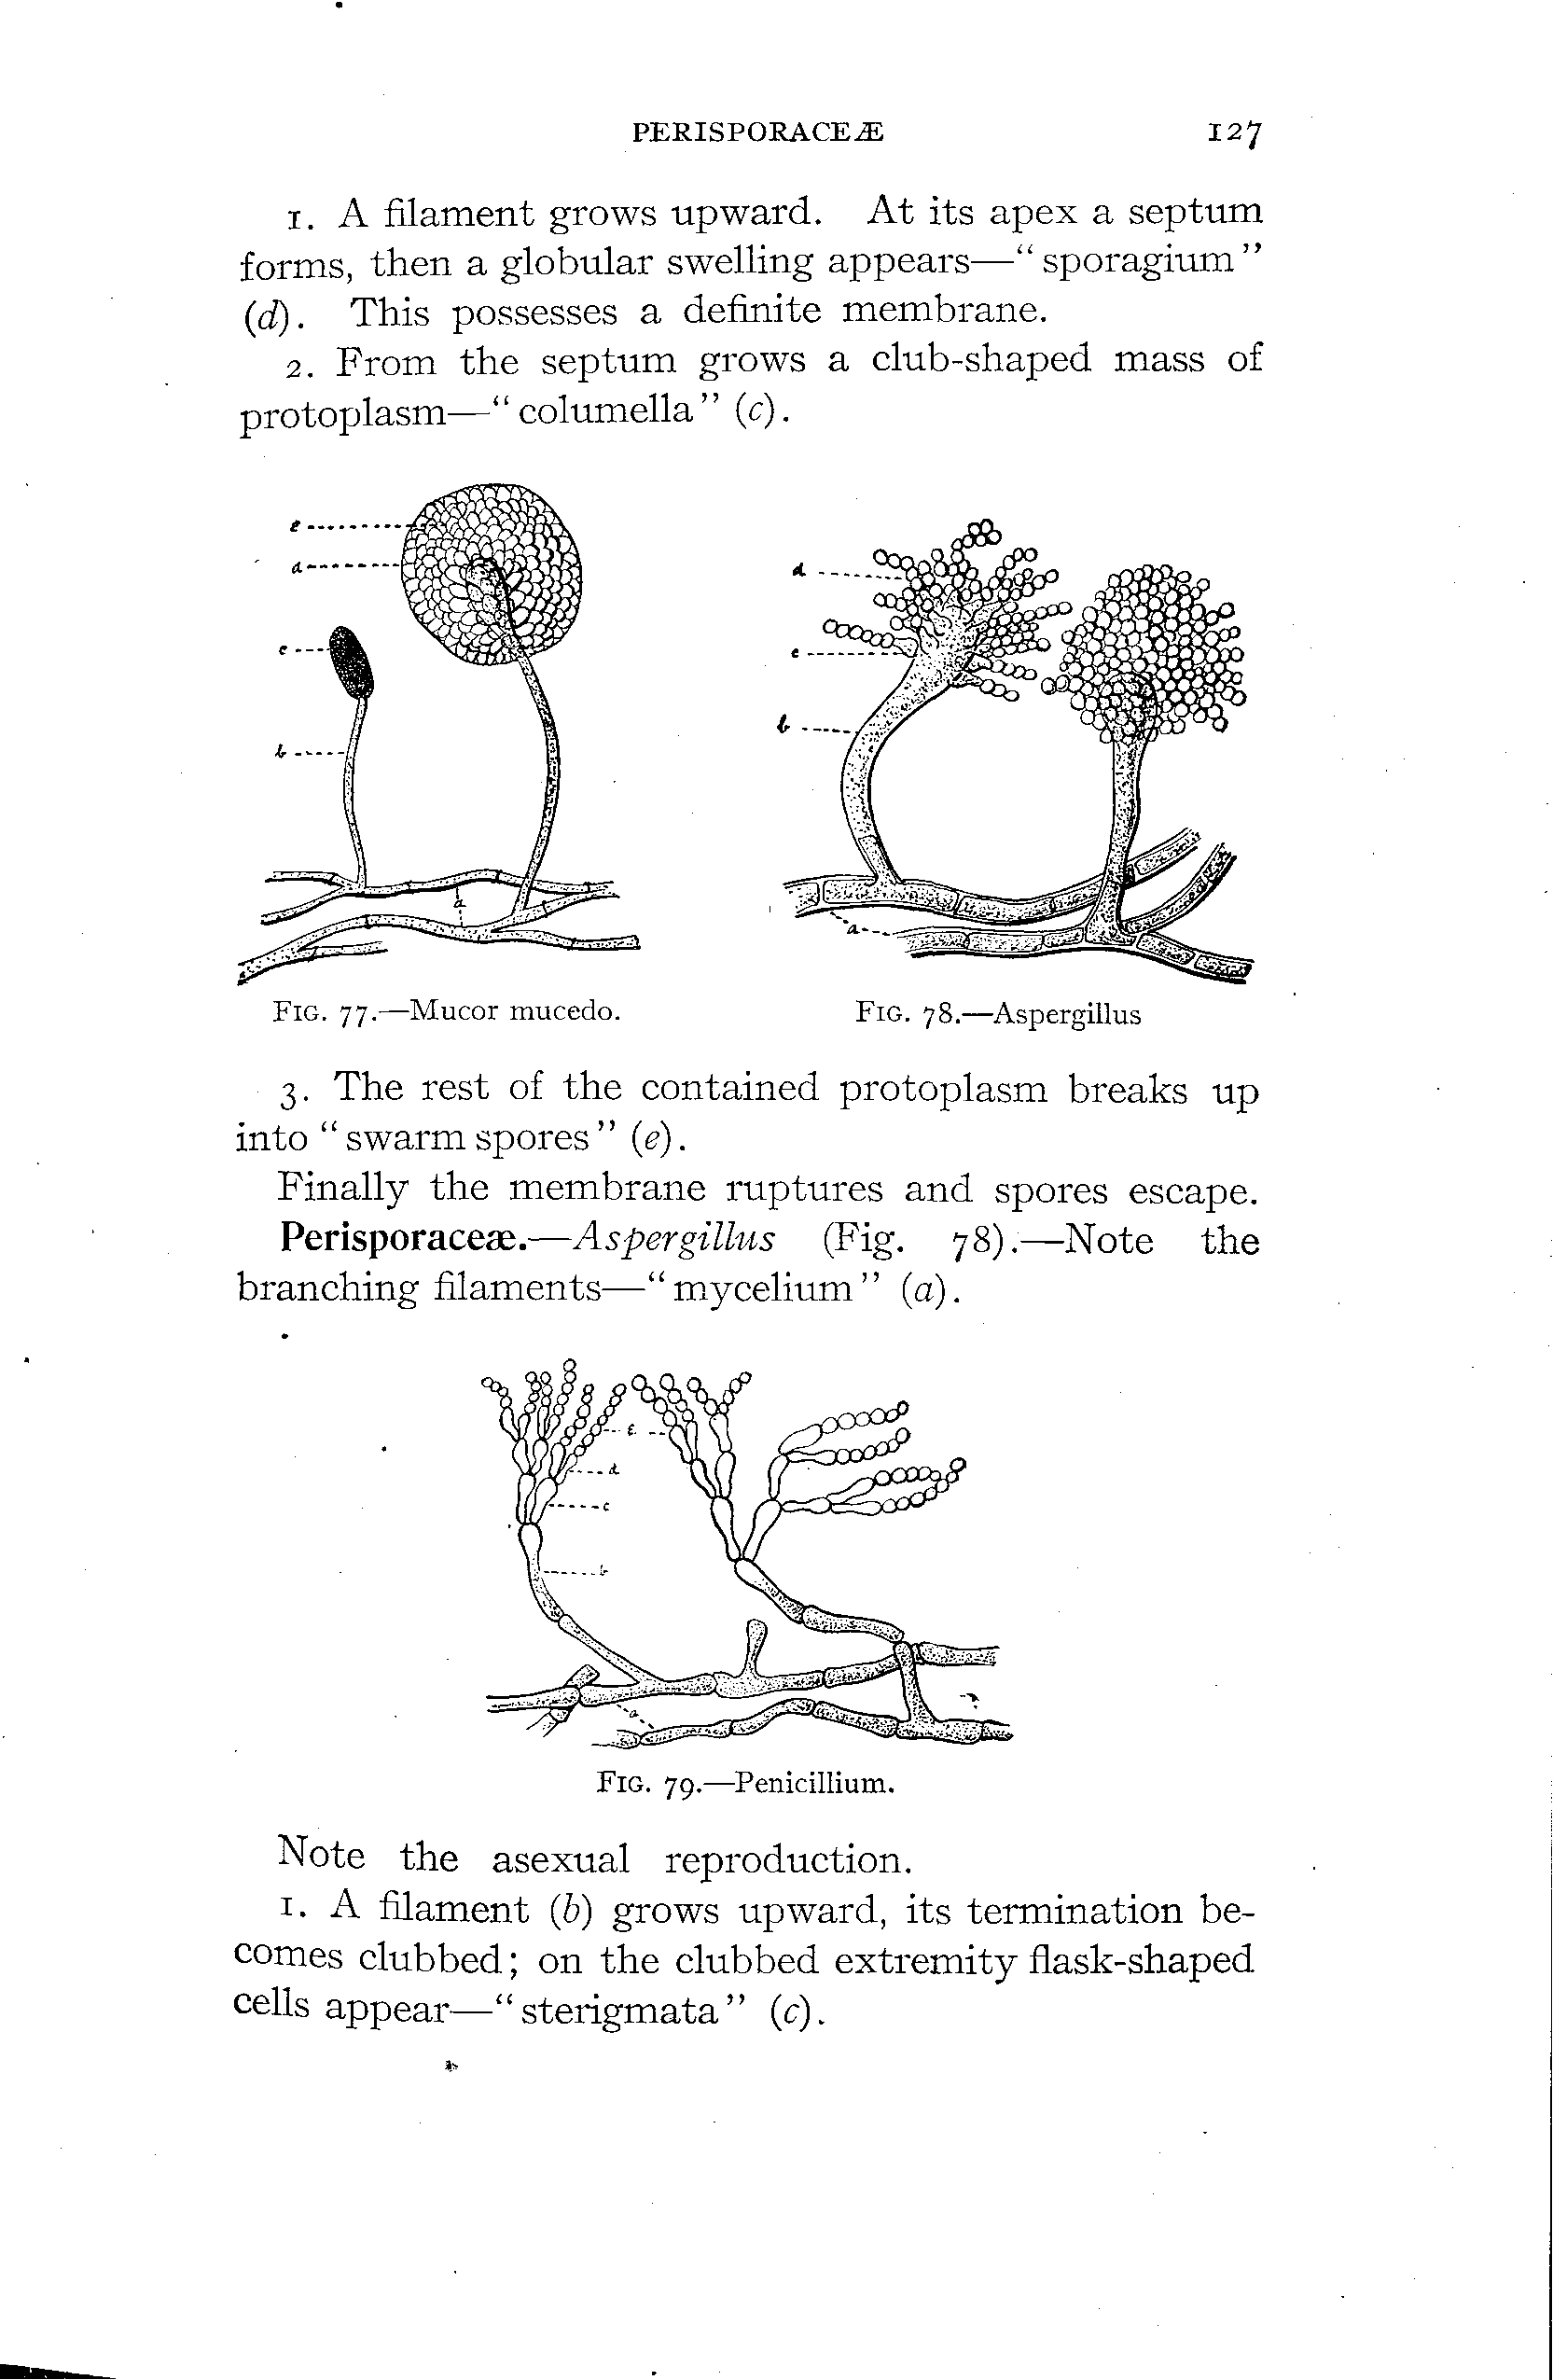 PERISPORACEÆ 127
1. A filament grows upward. At its apex a septum
forms, then a globular swelling appears—“sporagium”
(d). This possesses a definite membrane.
2. From the septum grows a club-shaped mass of
protoplasm—“columella” (c).
e
d
c
b
a
FIG. 77.—Mucor mucedo.
d
c
b
a
FIG. 78.—Aspergillus
3. The rest of the contained protoplasm breaks up
into “swarm spores” (e).
Finally the membrane ruptures and spores escape.
Perisporaceæ.—Aspergillus (Fig. 78).—Note the
branching filaments—“mycelium” (a).
e
d
c
b
a
FIG. 79.—Penicillium.
Note the asexual reproduction.
1. A filament (b) grows upward, its termination be-
comes clubbed; on the clubbed extremity flask-shaped
cells appear—“sterigmata” (c).